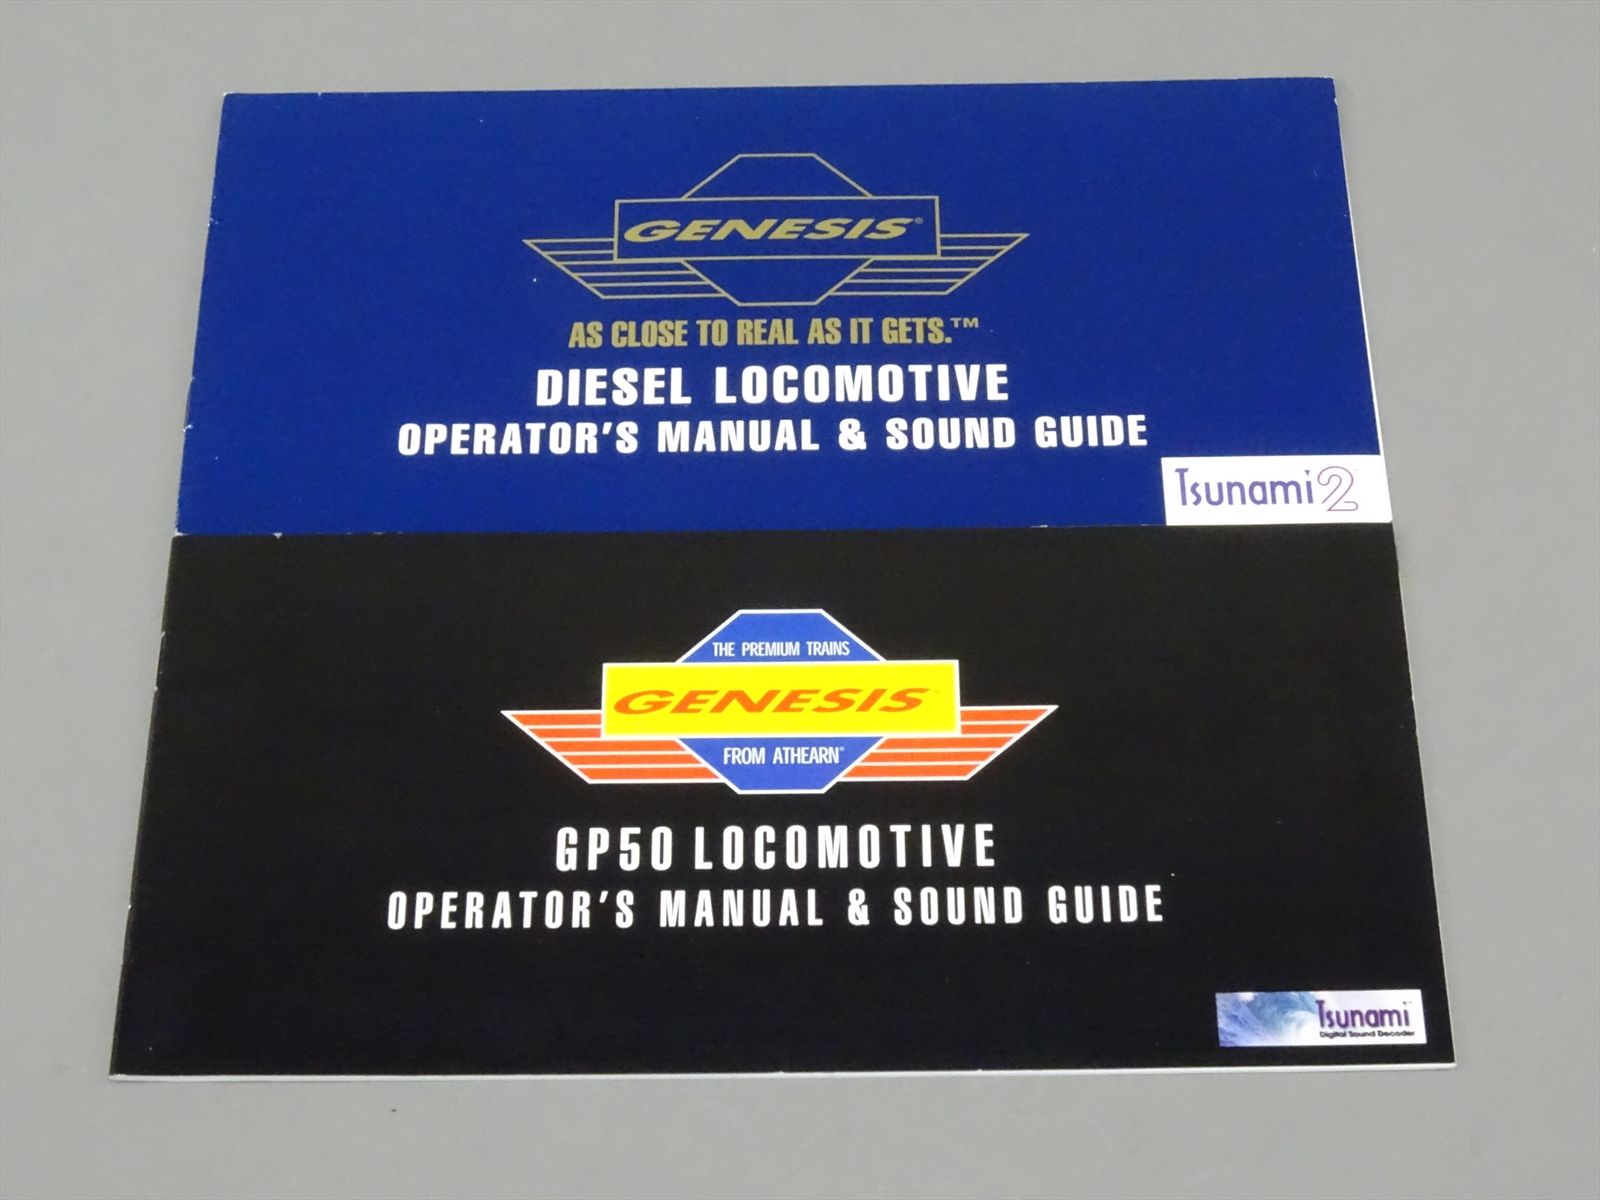 GENESIS®
AS CLOSE TO REAL AS IT GETS.™
DIESEL LOCOMOTIVE
OPERATOR'S MANUAL & SOUND GUIDE
Tsunami2
THE PREMIUM TRAINS
GENESIS
FROM ATHEARN®
GP50 LOCOMOTIVE
OPERATOR'S MANUAL & SOUND GUIDE
Tsunami™
Digital Sound Decoder